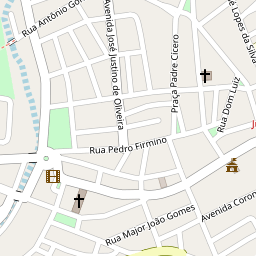 Rua Antônio Go
Avenida José Justino de Oliveira
Praça Padre Cícero
Lopes da Silva
Rua Dom Luiz
Rua Pedro Firmino
Rua Major João Gomes
Avenida Coron